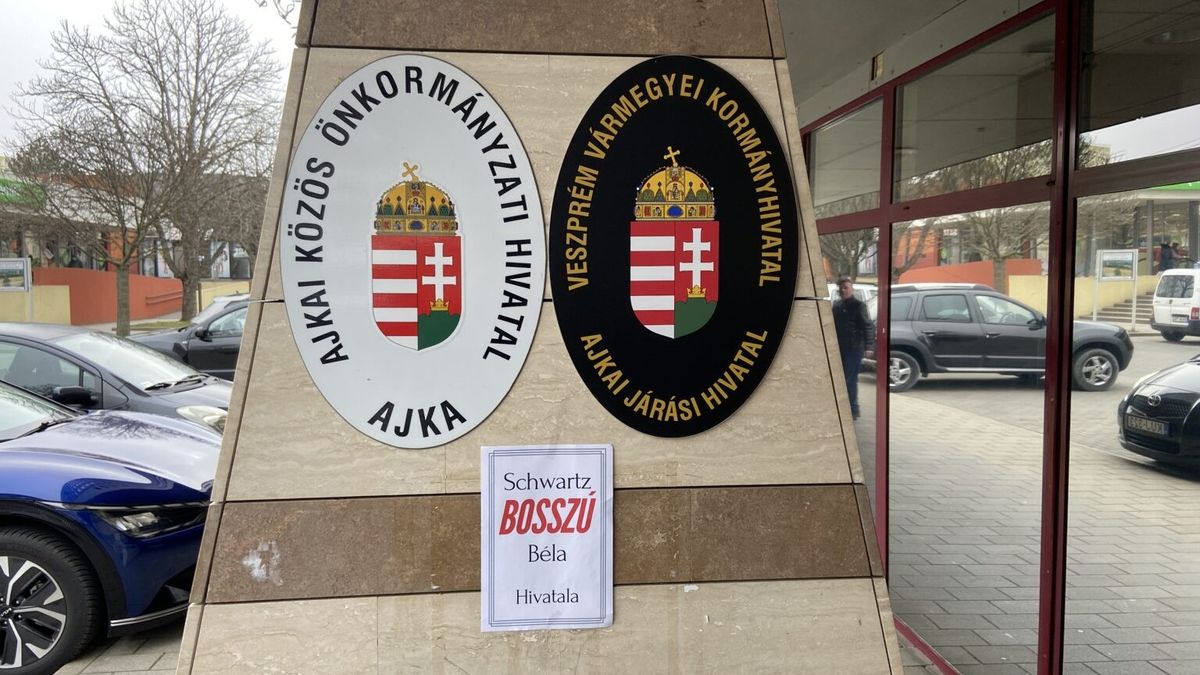 AJKAI KÖZÖS ÖNKORMÁNYZATI HIVATAL
AJKA
VESZPRÉM VÁRMEGYEI KORMÁNYHIVATAL
AJKAI JÁRÁSI HIVATAL
Schwartz
BOSSZÚ
Béla
Hivatala